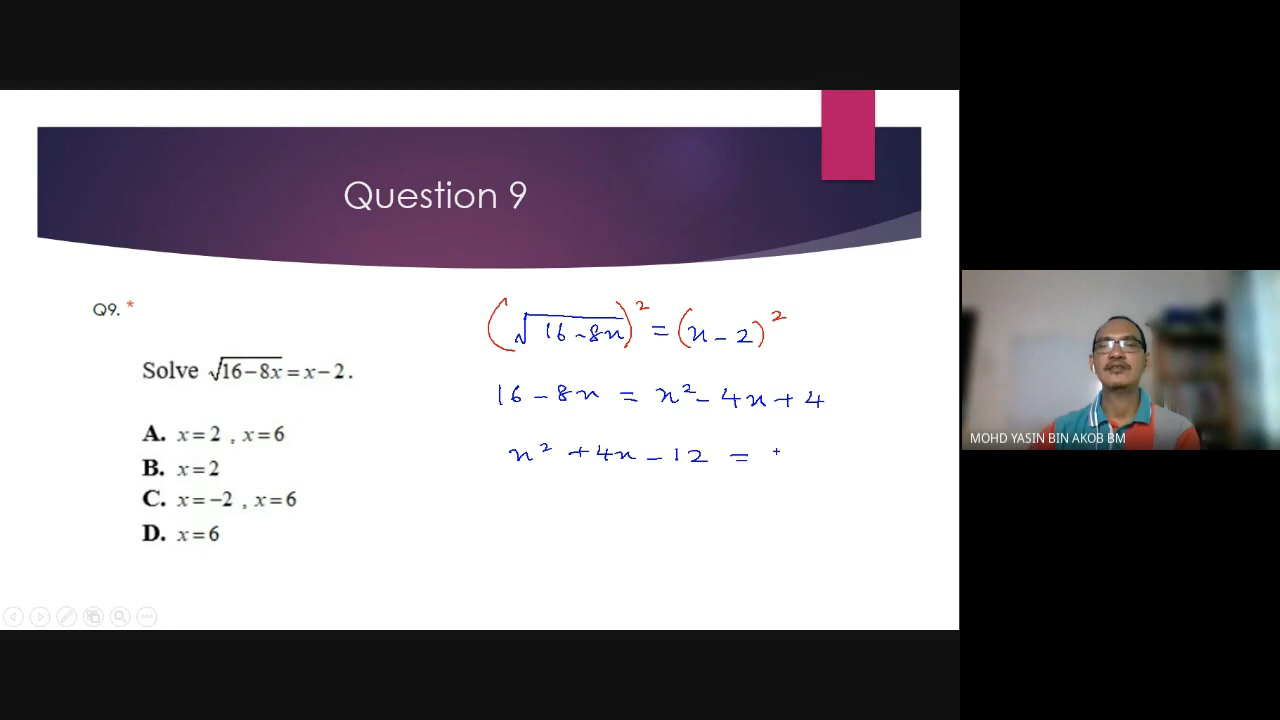 Question 9
Q9. *
Solve √16−8x = x−2.
A. x=2 , x=6
B. x=2
C. x=−2 , x=6
D. x=6
(√16-8x)² = (x-2)²
16 - 8x = x² - 4x + 4
x² + 4x - 12 =
MOHD YASIN BIN AKOB BM